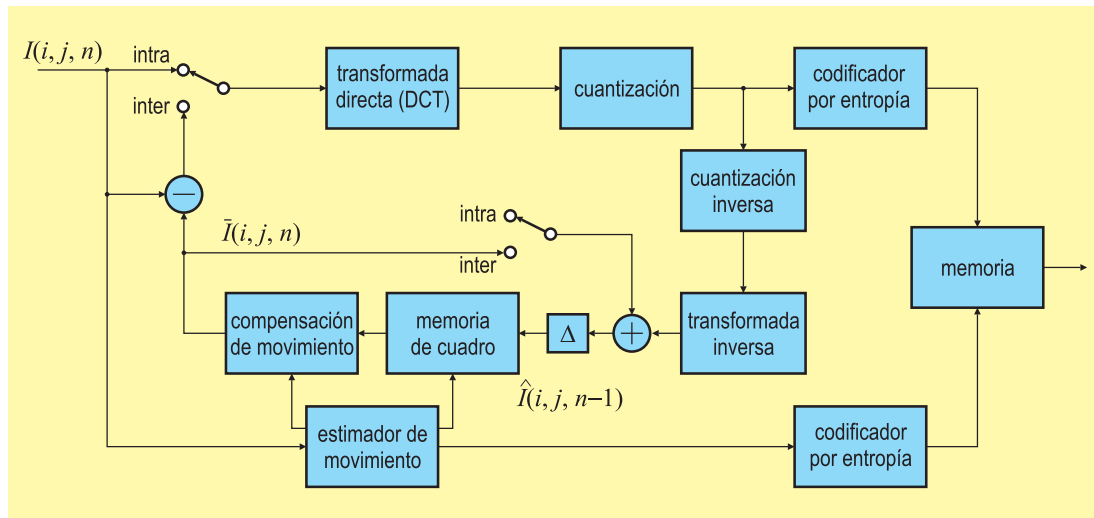 I(i, j, n)
intra
inter
transformada
directa (DCT)
cuantización
codificador
por entropía
cuantización
inversa
−
Ī(i, j, n)
intra
inter
memoria
compensación
de movimiento
memoria
de cuadro
Δ
+
transformada
inversa
Î(i, j, n−1)
estimador de
movimiento
codificador
por entropía